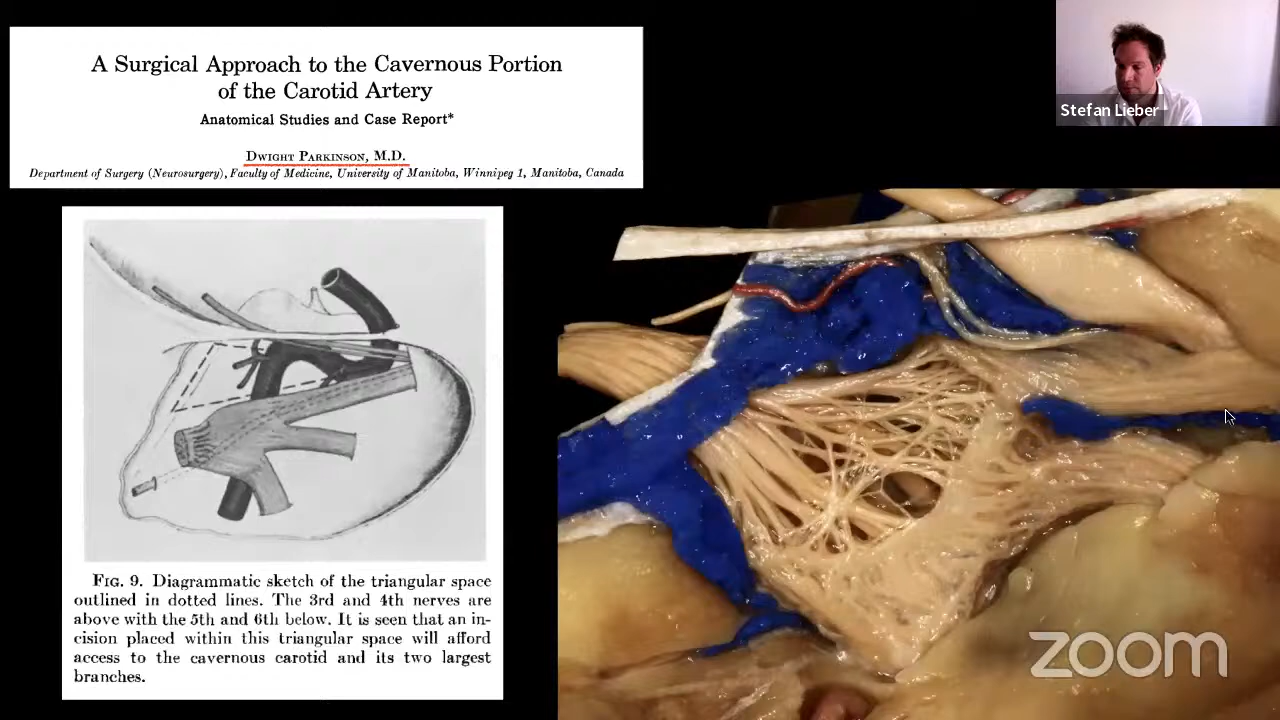 A Surgical Approach to the Cavernous Portion
of the Carotid Artery
Anatomical Studies and Case Report*
Dwight Parkinson, M.D.
Department of Surgery (Neurosurgery), Faculty of Medicine, University of Manitoba, Winnipeg 1, Manitoba, Canada
Stefan Lieber
Fig. 9. Diagrammatic sketch of the triangular space
outlined in dotted lines. The 3rd and 4th nerves are
above with the 5th and 6th below. It is seen that an in-
cision placed within this triangular space will afford
access to the cavernous carotid and its two largest
branches.
zoom